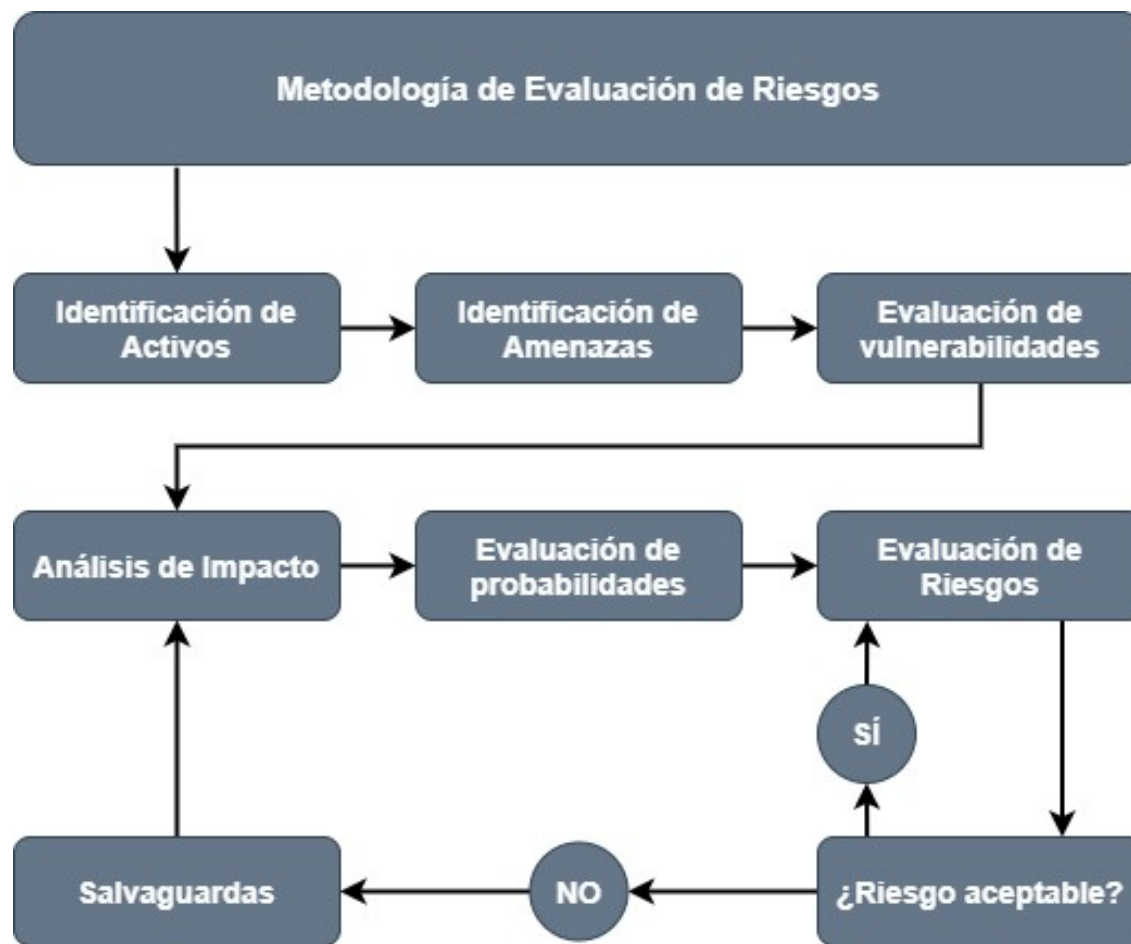 Metodología de Evaluación de Riesgos
Identificación de
Activos
Identificación de
Amenazas
Evaluación de
vulnerabilidades
Análisis de Impacto
Evaluación de
probabilidades
Evaluación de
Riesgos
SÍ
Salvaguardas
NO
¿Riesgo aceptable?